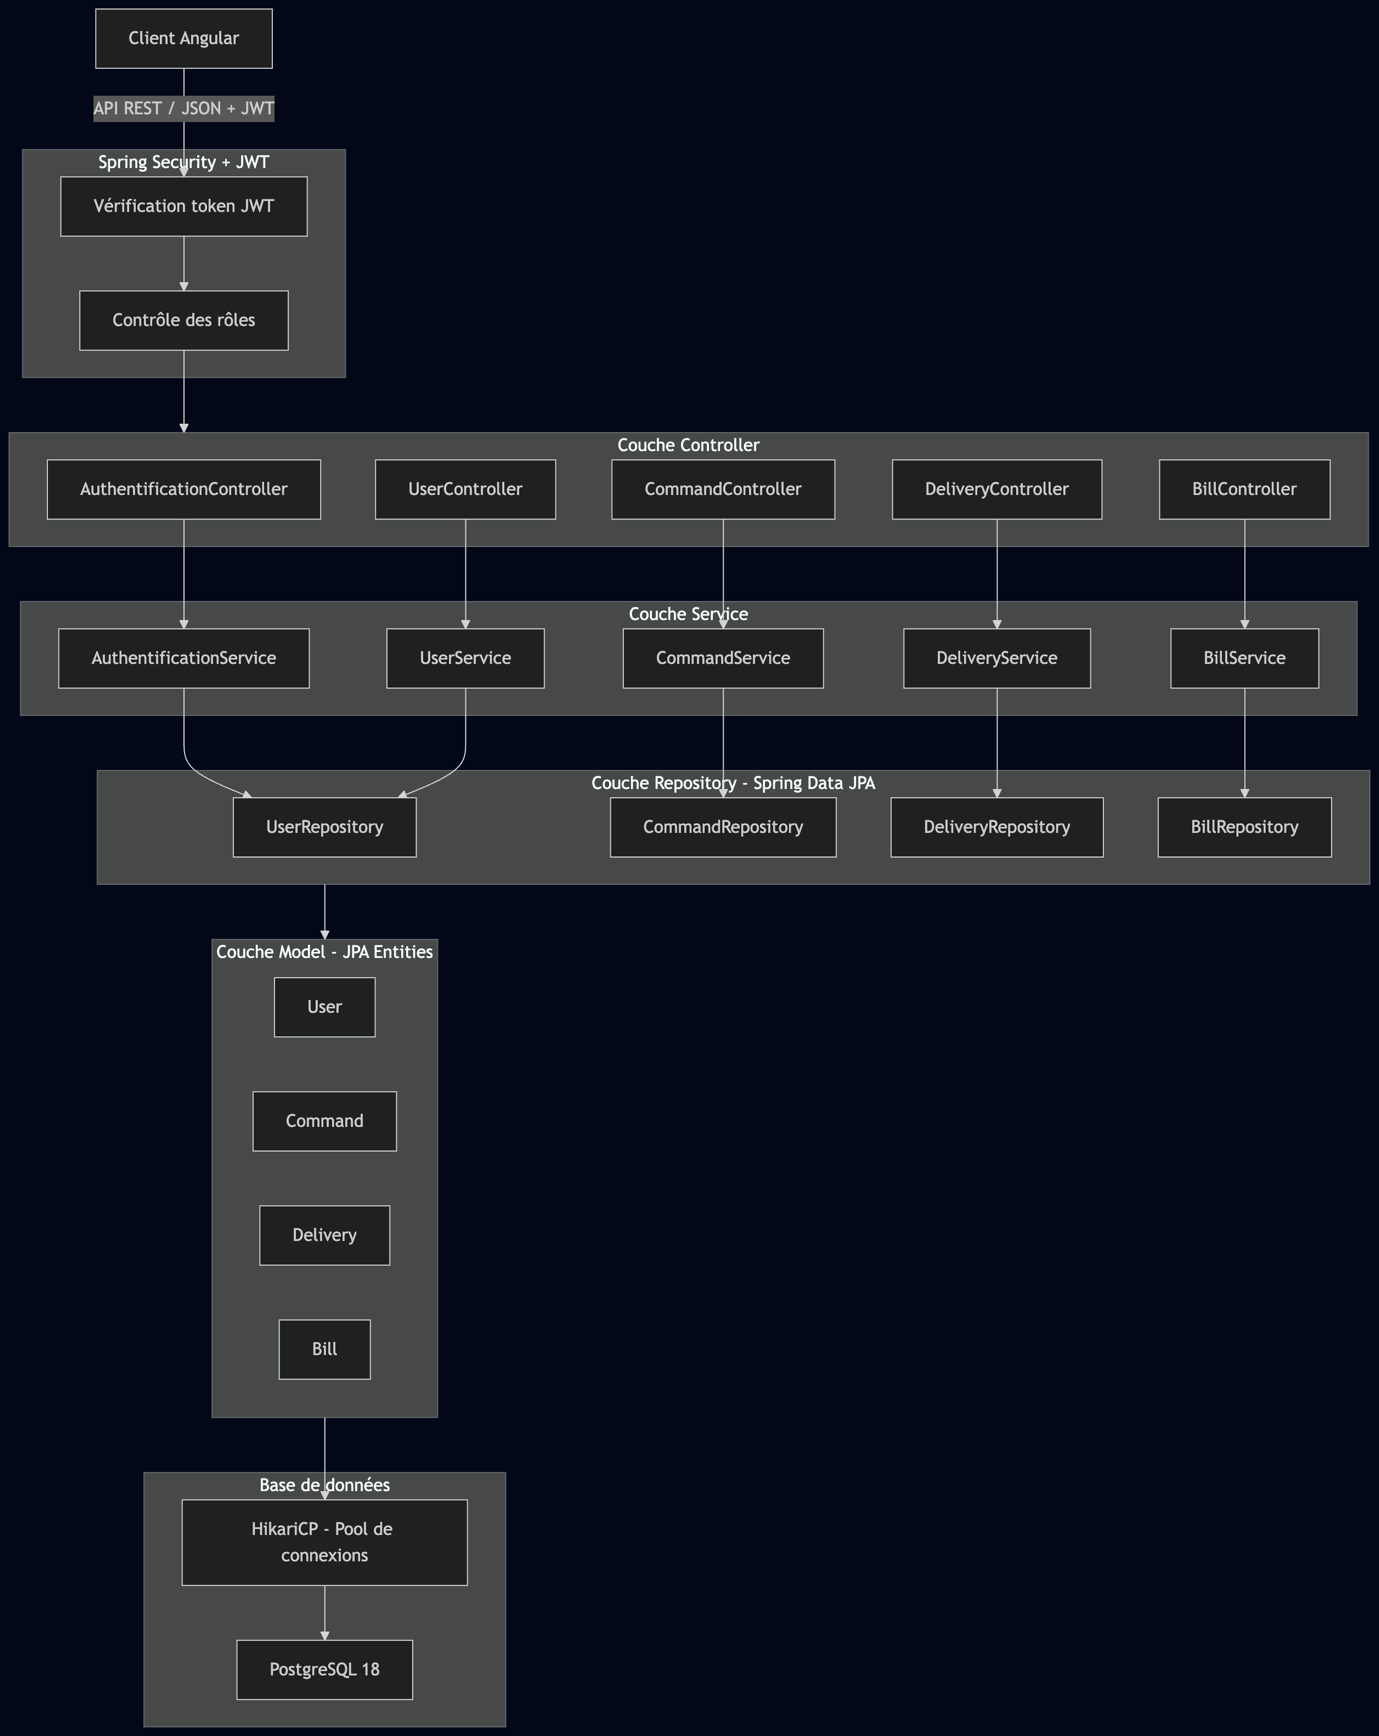 Client Angular
API REST / JSON + JWT
Spring Security + JWT
Vérification token JWT
Contrôle des rôles
Couche Controller
AuthentificationController
UserController
CommandController
DeliveryController
BillController
Couche Service
AuthentificationService
UserService
CommandService
DeliveryService
BillService
Couche Repository - Spring Data JPA
UserRepository
CommandRepository
DeliveryRepository
BillRepository
Couche Model - JPA Entities
User
Command
Delivery
Bill
Base de données
HikariCP - Pool de
connexions
PostgreSQL 18